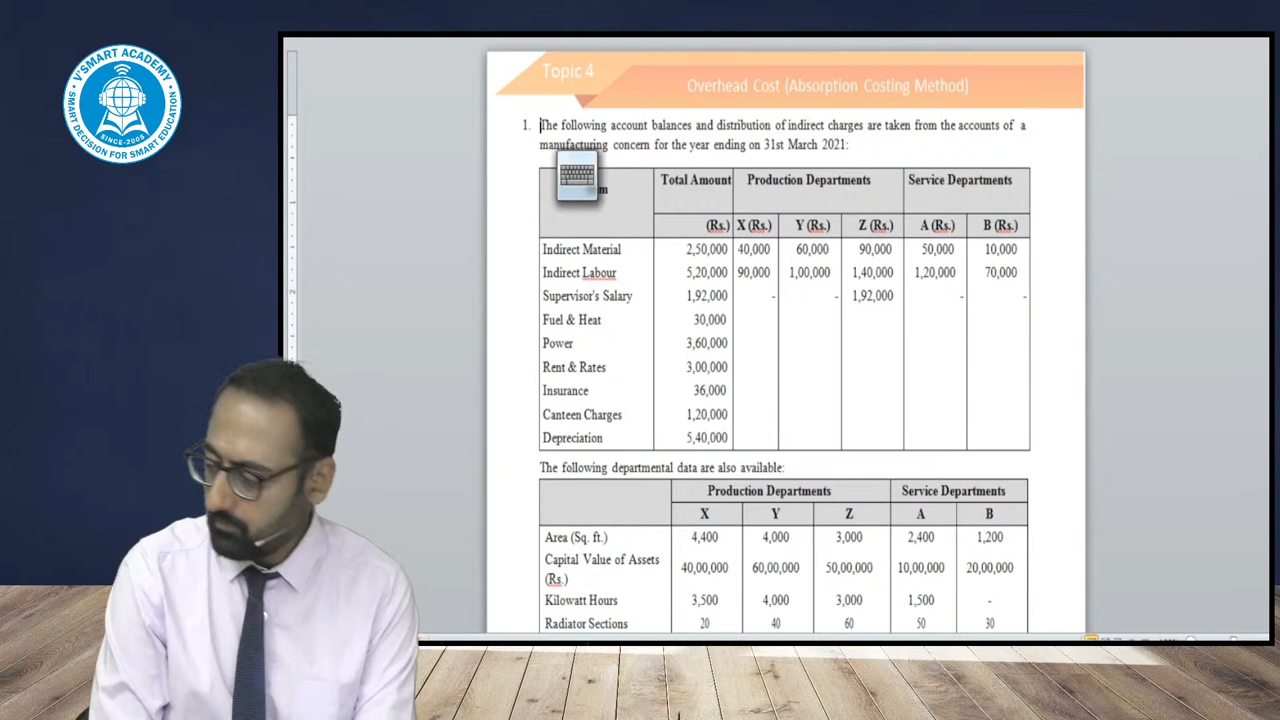 V'SMART ACADEMY
SMART DECISION FOR SMART EDUCATION
SINCE-2006
Topic 4
Overhead Cost (Absorption Costing Method)
1. The following account balances and distribution of indirect charges are taken from the accounts of a
manufacturing concern for the year ending on 31st March 2021:
Total Amount Production Departments Service Departments
(Rs.) X (Rs.) Y (Rs.) Z (Rs.) A (Rs.) B (Rs.)
Indirect Material 2,50,000 40,000 60,000 90,000 50,000 10,000
Indirect Labour 5,20,000 90,000 1,00,000 1,40,000 1,20,000 70,000
Supervisor's Salary 1,92,000 - - 1,92,000 - -
Fuel & Heat 30,000
Power 3,60,000
Rent & Rates 3,00,000
Insurance 36,000
Canteen Charges 1,20,000
Depreciation 5,40,000
The following departmental data are also available:
Production Departments Service Departments
X Y Z A B
Area (Sq. ft.) 4,400 4,000 3,000 2,400 1,200
Capital Value of Assets
(Rs.) 40,00,000 60,00,000 50,00,000 10,00,000 20,00,000
Kilowatt Hours 3,500 4,000 3,000 1,500 -
Radiator Sections 20 40 60 50 30